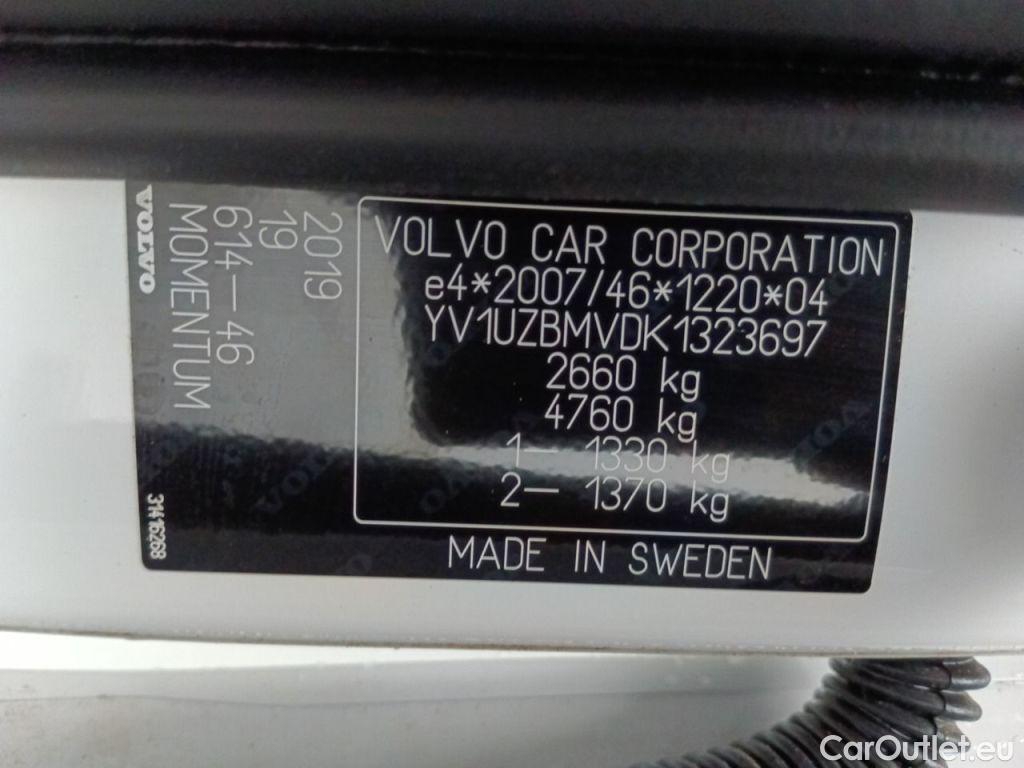 VOLVO CAR CORPORATION
e4*2007/46*1220*04
YV1UZBMVDK1323697
2660 kg
4760 kg
1– 1330 kg
2– 1370 kg
MADE IN SWEDEN
2019
19
614–46
MOMENTUM
VOLVO
31416268
CarOutlet.eu